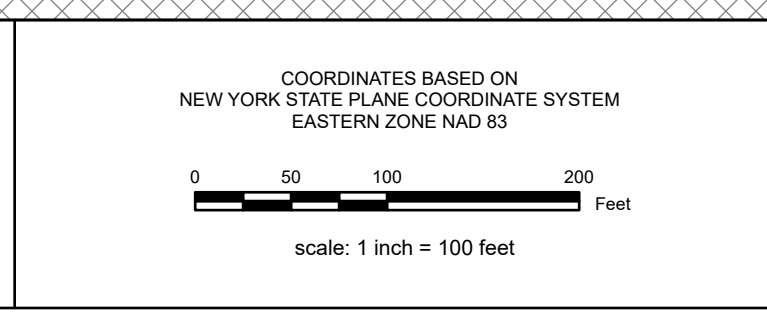 COORDINATES BASED ON
NEW YORK STATE PLANE COORDINATE SYSTEM
EASTERN ZONE NAD 83
0 50 100 200
Feet
scale: 1 inch = 100 feet